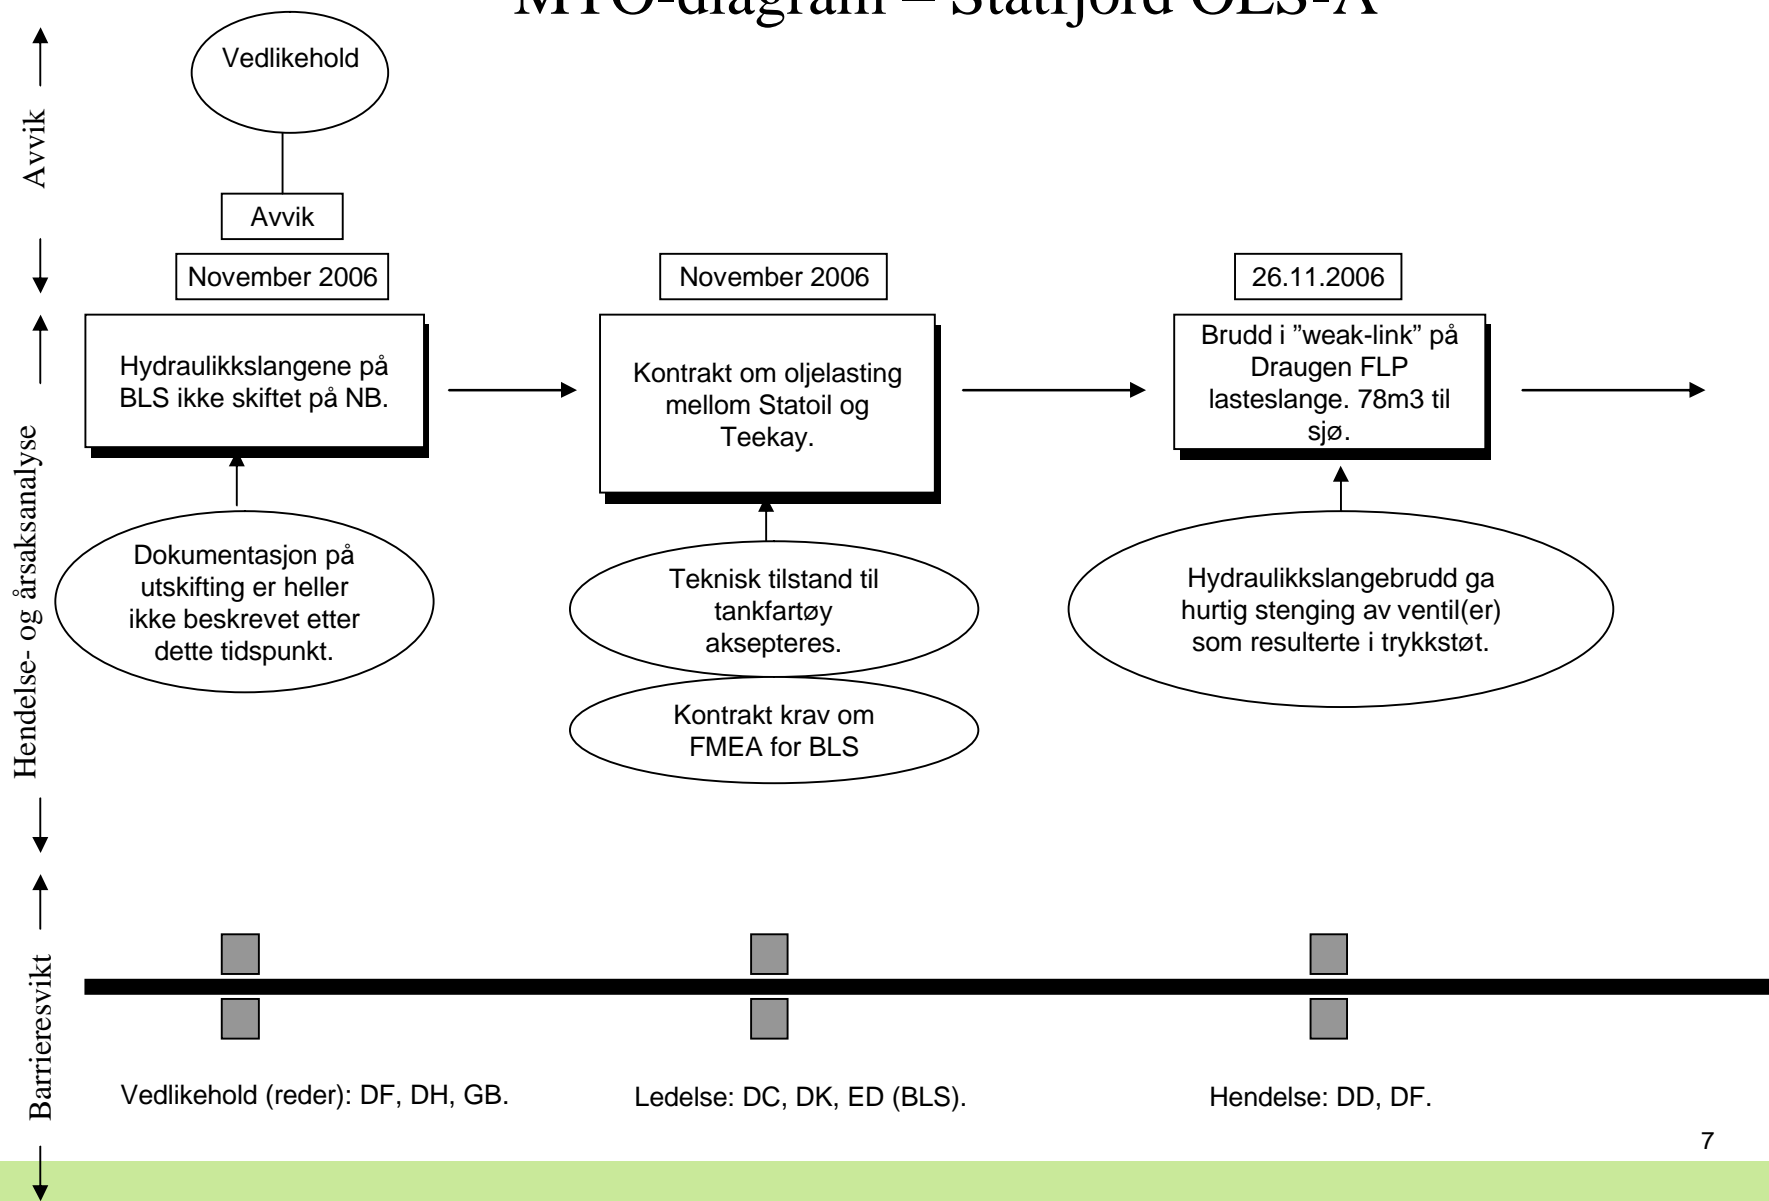 MTO-diagram – Statfjord OLS-A
Vedlikehold
Avvik
Avvik
November 2006
November 2006
26.11.2006
Hydraulikkslangene på
BLS ikke skiftet på NB.
Kontrakt om oljelasting
mellom Statoil og
Teekay.
Brudd i ”weak-link” på
Draugen FLP
lasteslange. 78m3 til
sjø.
Hendelse- og årsaksanalyse
Dokumentasjon på
utskifting er heller
ikke beskrevet etter
dette tidspunkt.
Teknisk tilstand til
tankfartøy
aksepteres.
Kontrakt krav om
FMEA for BLS
Hydraulikkslangebrudd ga
hurtig stenging av ventil(er)
som resulterte i trykkstøt.
Barrieresvikt
Vedlikehold (reder): DF, DH, GB.
Ledelse: DC, DK, ED (BLS).
Hendelse: DD, DF.
7